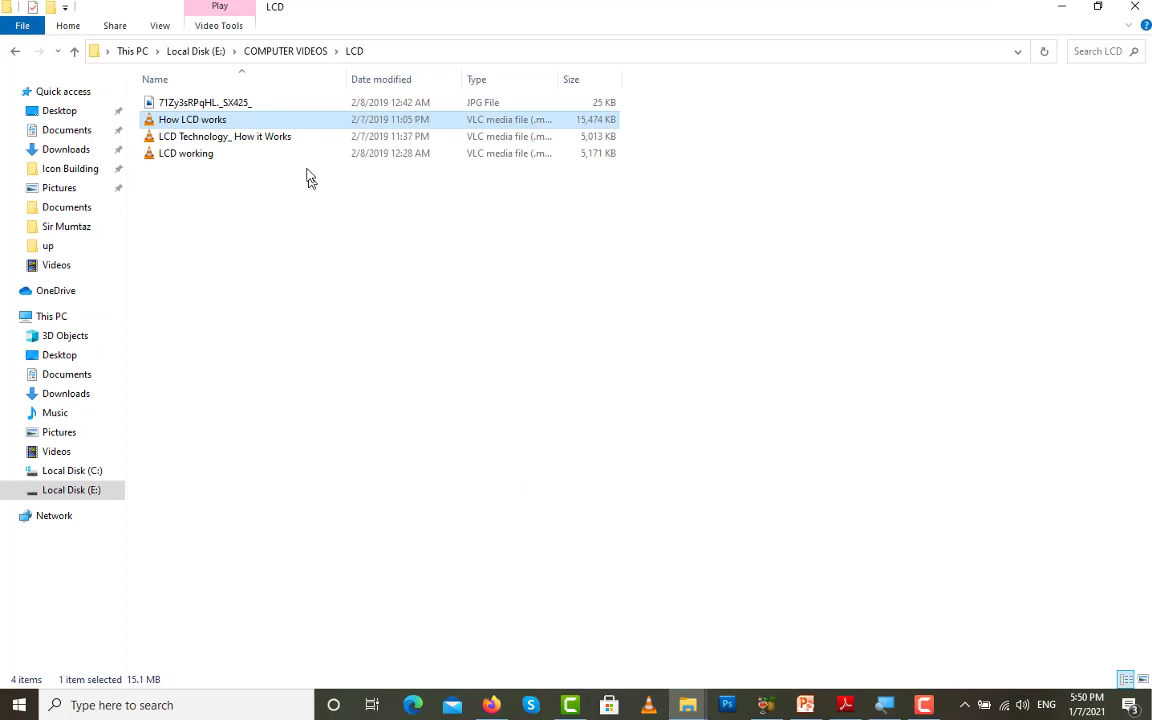 Play
LCD
File
Home
Share
View
Video Tools
This PC
Local Disk (E:)
COMPUTER VIDEOS
LCD
Search LCD
Name
Date modified
Type
Size
71Zy3sRPqHL._SX425_
2/8/2019 12:42 AM
JPG File
25 KB
How LCD works
2/7/2019 11:05 PM
VLC media file (.m...
15,474 KB
LCD Technology_ How it Works
2/7/2019 11:37 PM
VLC media file (.m...
5,013 KB
LCD working
2/8/2019 12:28 AM
VLC media file (.m...
5,171 KB
Quick access
Desktop
Documents
Downloads
Icon Building
Pictures
Documents
Sir Mumtaz
up
Videos
OneDrive
This PC
3D Objects
Desktop
Documents
Downloads
Music
Pictures
Videos
Local Disk (C:)
Local Disk (E:)
Network
4 items
1 item selected 15.1 MB
Type here to search
ENG
5:50 PM
1/7/2021
3